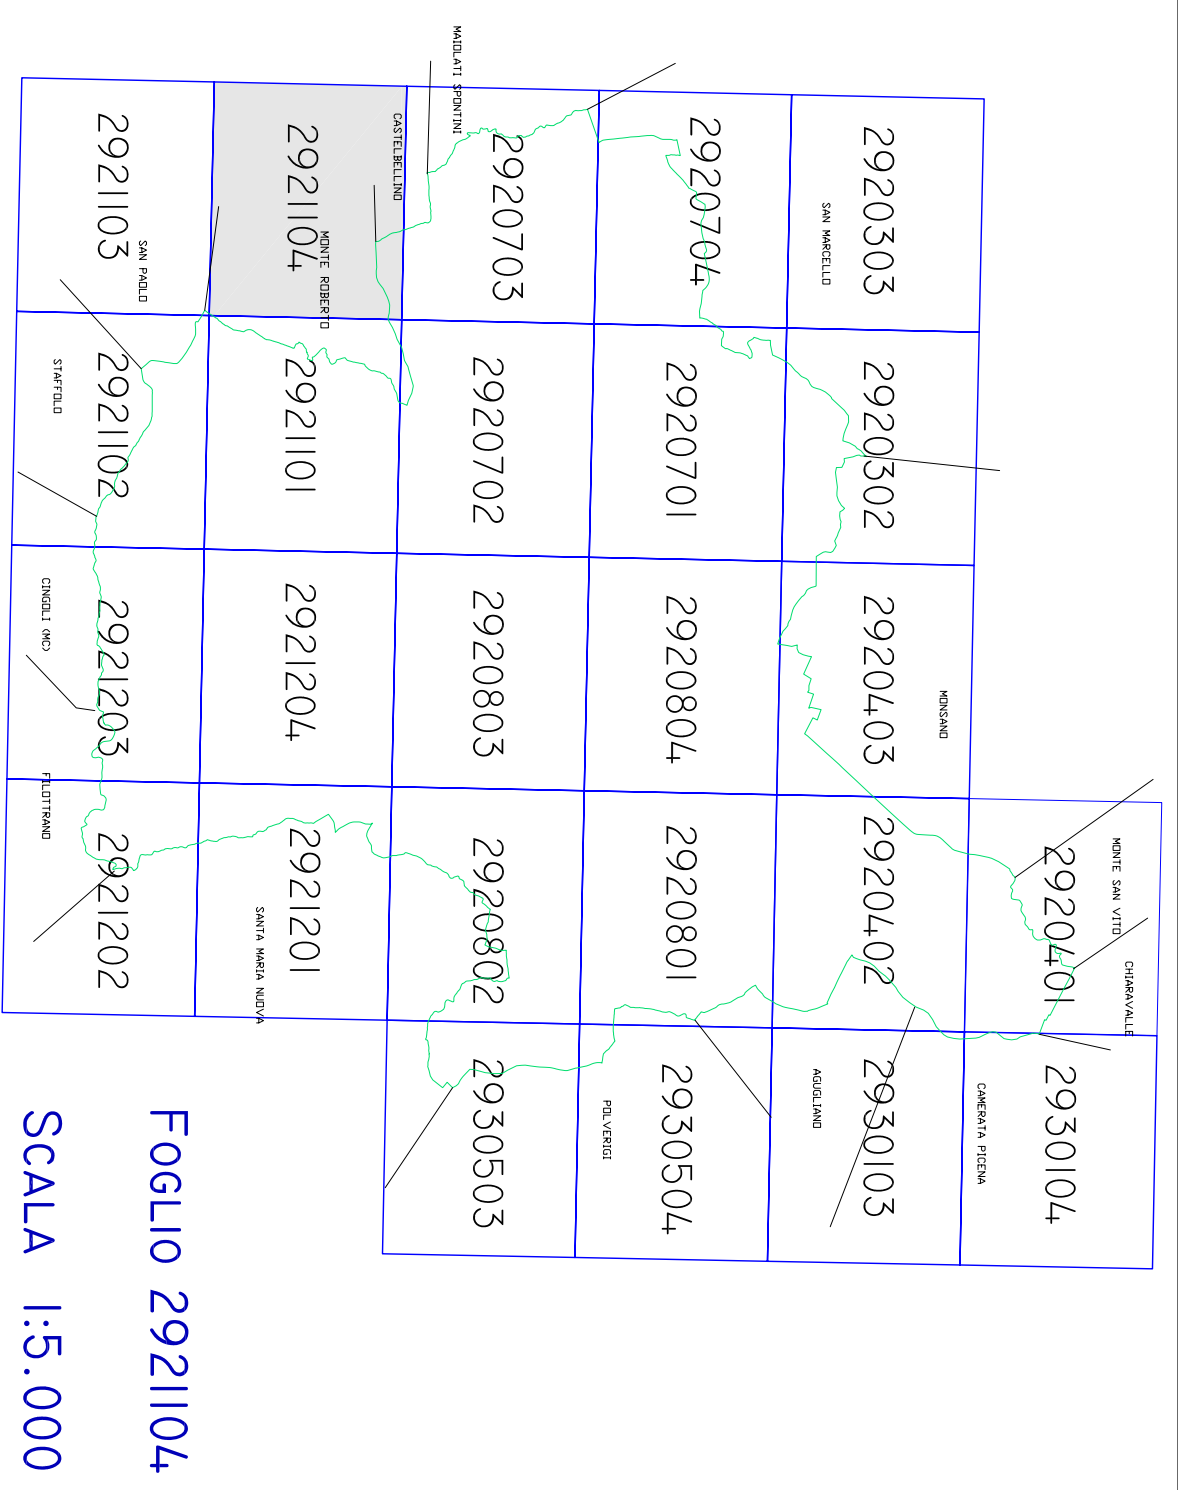 CHIARAVALLE
MONTE SAN VITO
2920401
2930104
CAMERATA PICENA
MONSANO
2920303
2920302
2920403
2920402
2930103
SAN MARCELLO
AGUGLIANO
2920704
2920701
2920804
2920801
2930504
POLVERIGI
2920703
2920702
2920803
2920802
2930503
MAIOLATI SPONTINI
CASTELBELLINO
MONTE ROBERTO
2921104
2921101
2921204
2921201
SANTA MARIA NUOVA
SAN PAOLO
2921103
2921102
2921203
2921202
STAFFOLO
CINGOLI (MC)
FILOTTRANO
FOGLIO 2921104
SCALA 1:5.000